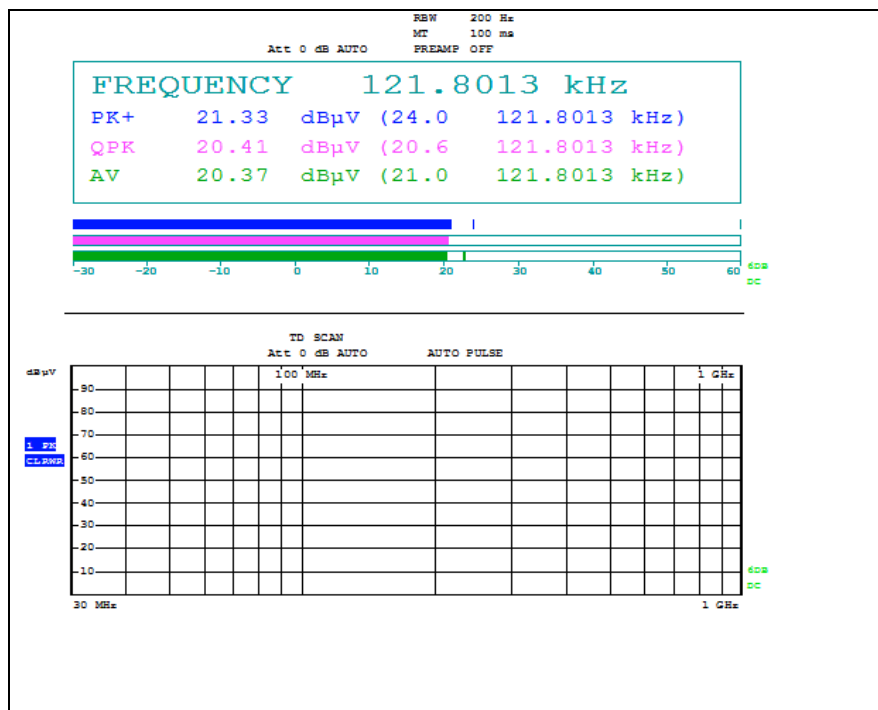 RBW 200 Hz
MT 100 ms
Att 0 dB AUTO PREAMP OFF
FREQUENCY 121.8013 kHz
PK+ 21.33 dBµV (24.0 121.8013 kHz)
QPK 20.41 dBµV (20.6 121.8013 kHz)
AV 20.37 dBµV (21.0 121.8013 kHz)
-30 -20 -10 0 10 20 30 40 50 60
6DB
DC
TD SCAN
Att 0 dB AUTO AUTO PULSE
dBµV
100 MHz 1 GHz
90
80
70
1 PK
CLRWR
60
50
40
30
20
10
6DB
DC
30 MHz 1 GHz